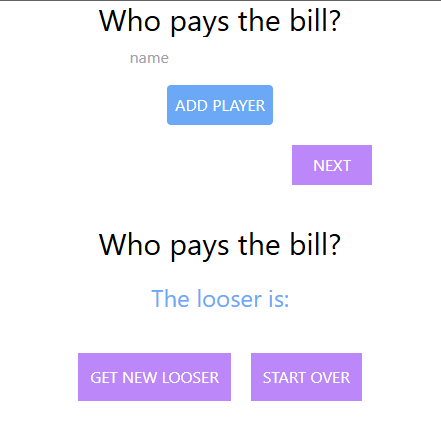 Who pays the bill?
name
ADD PLAYER
NEXT
Who pays the bill?
The looser is:
GET NEW LOOSER START OVER